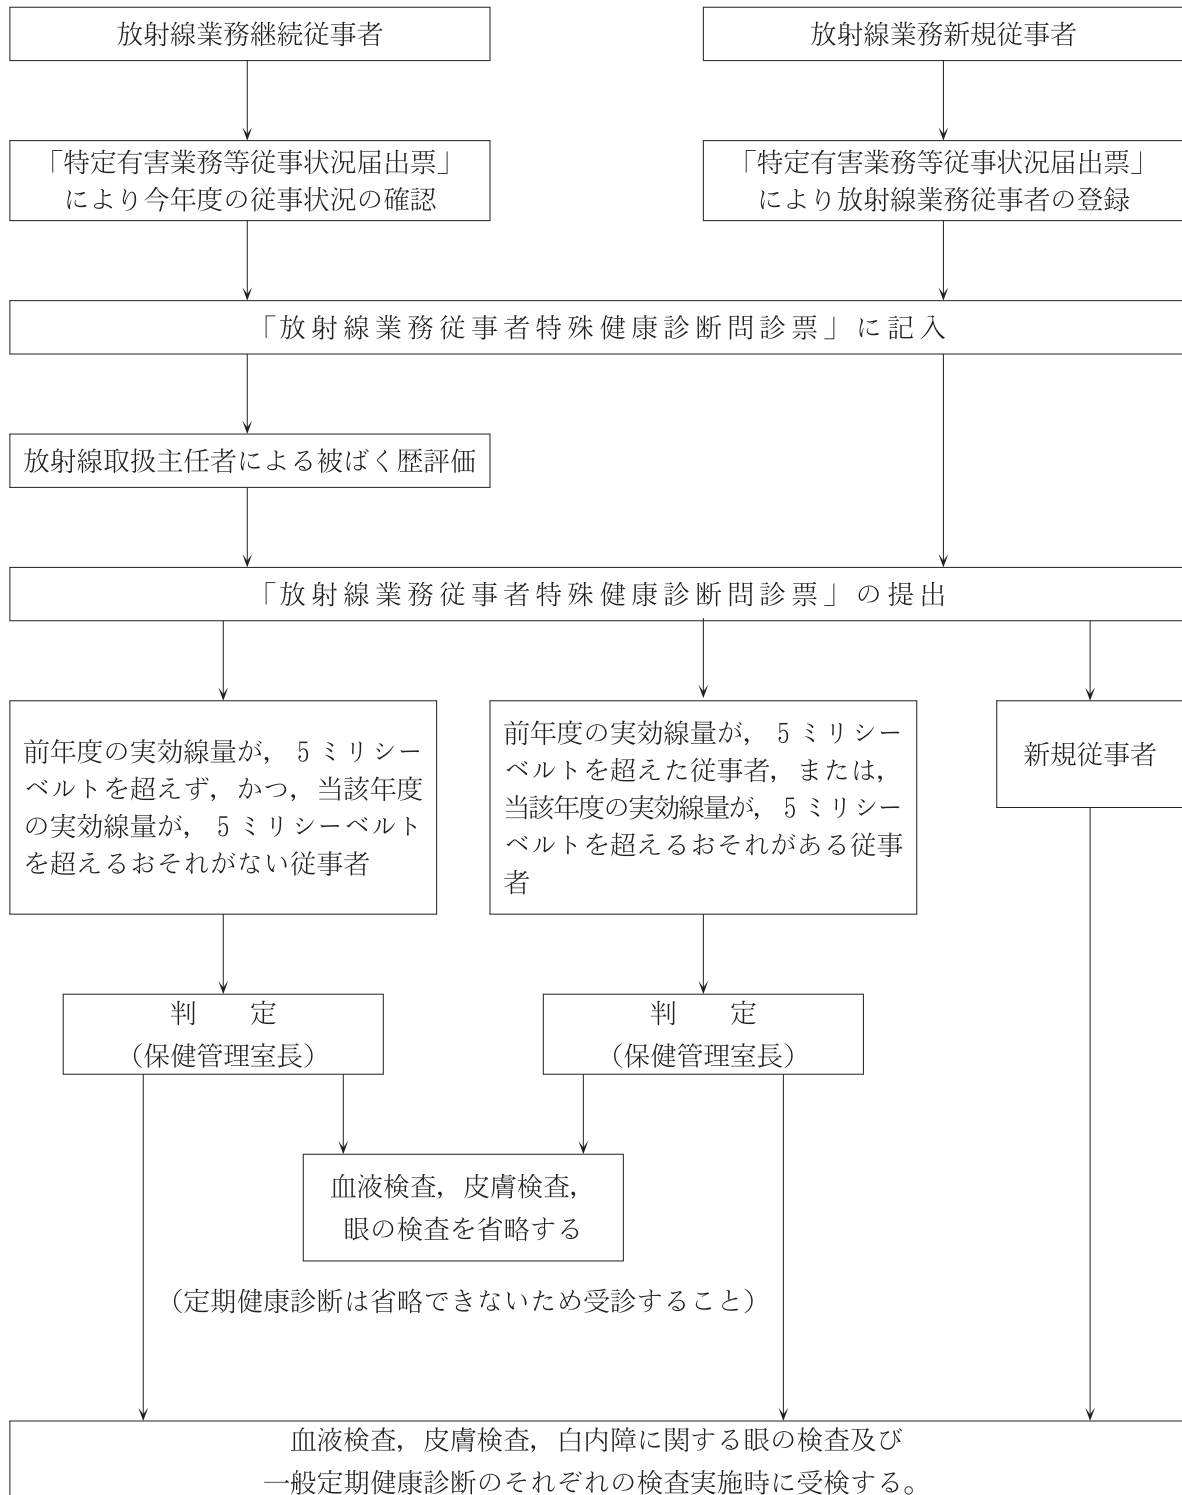 放射線業務継続従事者
放射線業務新規従事者
「特定有害業務等従事状況届出票」
により今年度の従事状況の確認
「特定有害業務等従事状況届出票」
により放射線業務従事者の登録
「放射線業務従事者特殊健康診断問診票」に記入
放射線取扱主任者による被ばく歴評価
「放射線業務従事者特殊健康診断問診票」の提出
前年度の実効線量が，5ミリシー
ベルトを超えず，かつ，当該年度
の実効線量が，5ミリシーベルト
を超えるおそれがない従事者
前年度の実効線量が，5ミリシー
ベルトを超えた従事者，または，
当該年度の実効線量が，5ミリシー
ベルトを超えるおそれがある従事
者
新規従事者
判　　定
（保健管理室長）
判　　定
（保健管理室長）
血液検査，皮膚検査，
眼の検査を省略する
（定期健康診断は省略できないため受診すること）
血液検査，皮膚検査，白内障に関する眼の検査及び
一般定期健康診断のそれぞれの検査実施時に受検する。